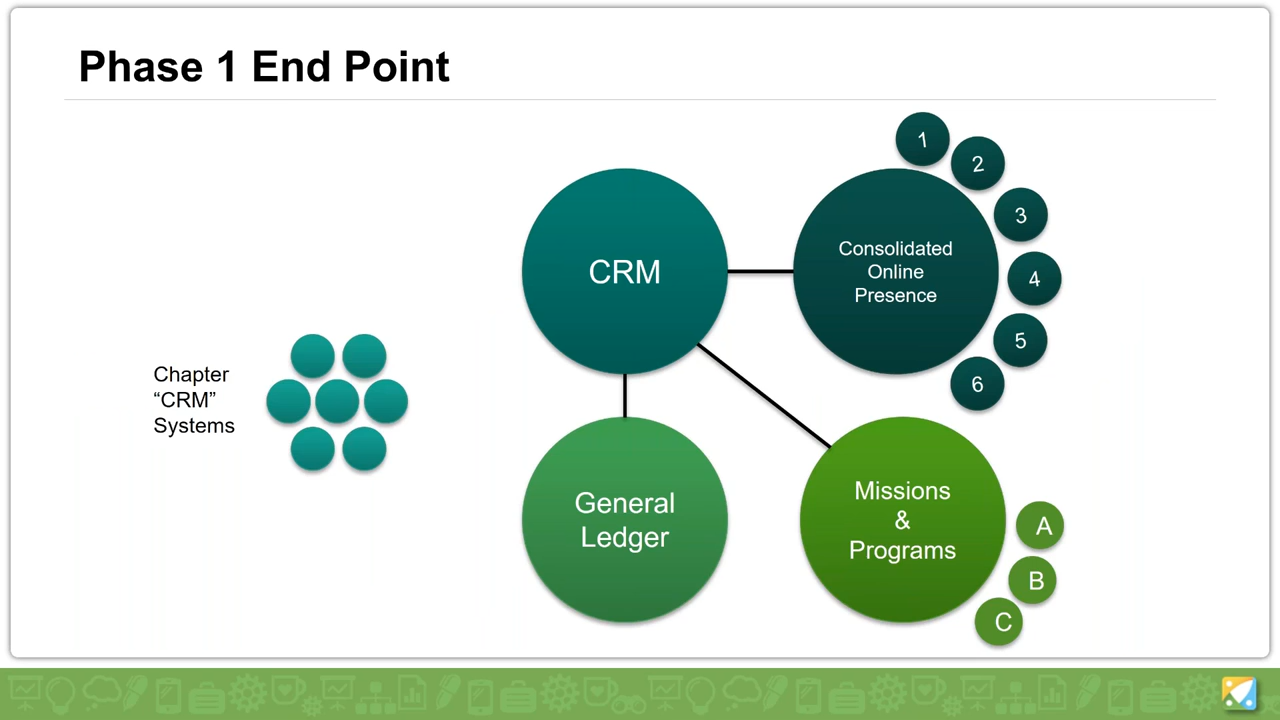 Phase 1 End Point
1
2
3
4
5
6
CRM
Consolidated
Online
Presence
Chapter
“CRM”
Systems
General
Ledger
Missions
&
Programs
A
B
C